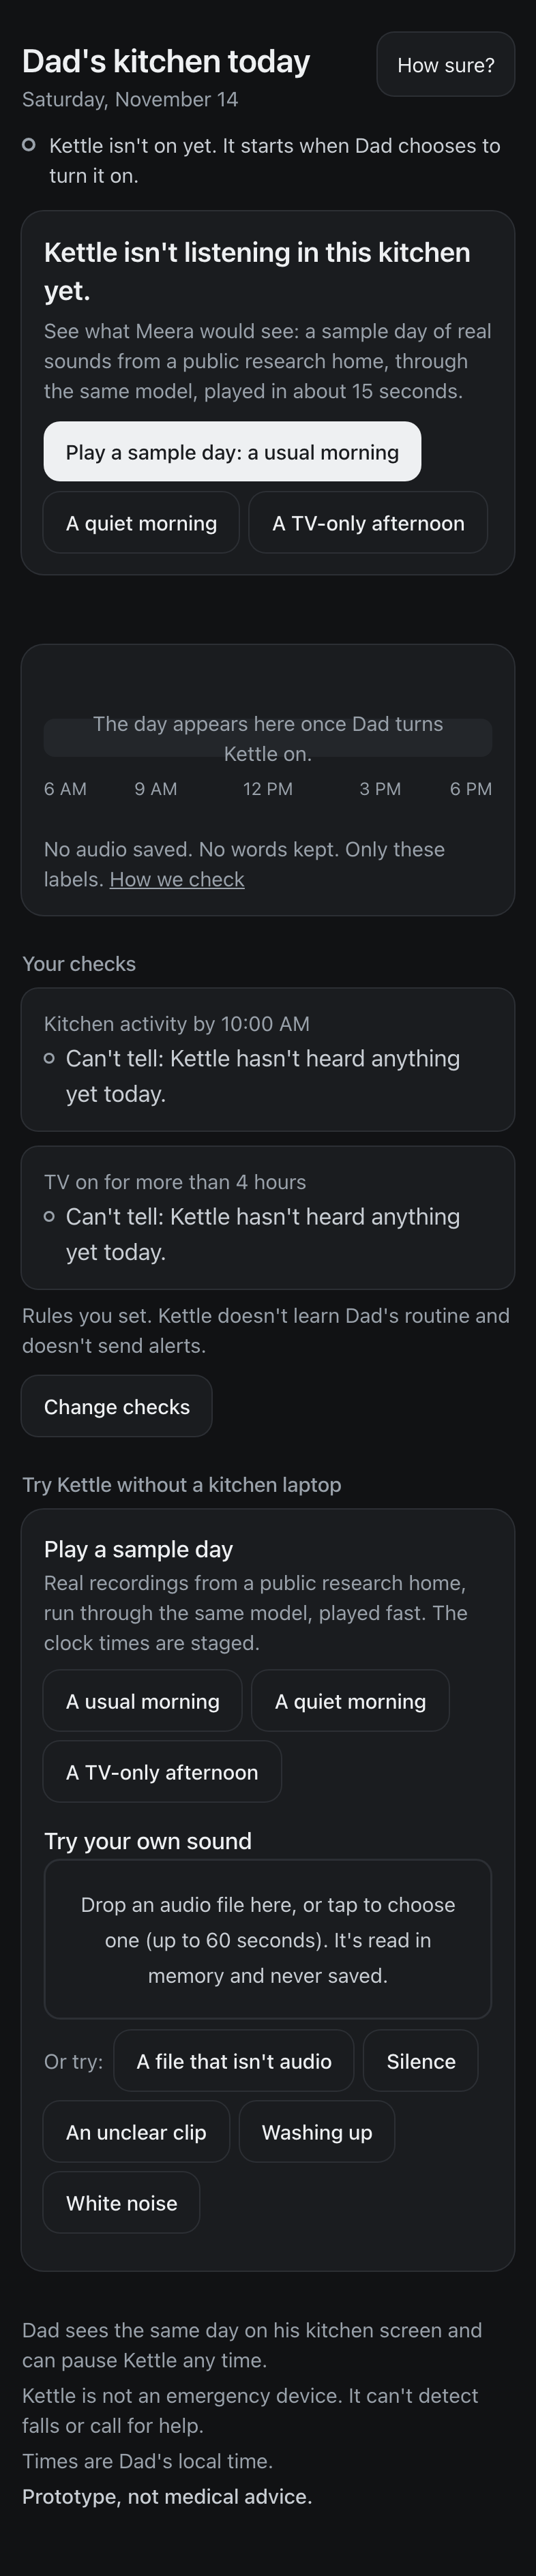 Dad's kitchen today
How sure?
Saturday, November 14
Kettle isn't on yet. It starts when Dad chooses to
turn it on.
Kettle isn't listening in this kitchen
yet.
See what Meera would see: a sample day of real
sounds from a public research home, through
the same model, played in about 15 seconds.
Play a sample day: a usual morning
A quiet morning
A TV-only afternoon
The day appears here once Dad turns
Kettle on.
6 AM 9 AM 12 PM 3 PM 6 PM
No audio saved. No words kept. Only these
labels. How we check
Your checks
Kitchen activity by 10:00 AM
Can't tell: Kettle hasn't heard anything
yet today.
TV on for more than 4 hours
Can't tell: Kettle hasn't heard anything
yet today.
Rules you set. Kettle doesn't learn Dad's routine and
doesn't send alerts.
Change checks
Try Kettle without a kitchen laptop
Play a sample day
Real recordings from a public research home,
run through the same model, played fast. The
clock times are staged.
A usual morning
A quiet morning
A TV-only afternoon
Try your own sound
Drop an audio file here, or tap to choose
one (up to 60 seconds). It's read in
memory and never saved.
Or try:
A file that isn't audio
Silence
An unclear clip
Washing up
White noise
Dad sees the same day on his kitchen screen and
can pause Kettle any time.
Kettle is not an emergency device. It can't detect
falls or call for help.
Times are Dad's local time.
Prototype, not medical advice.